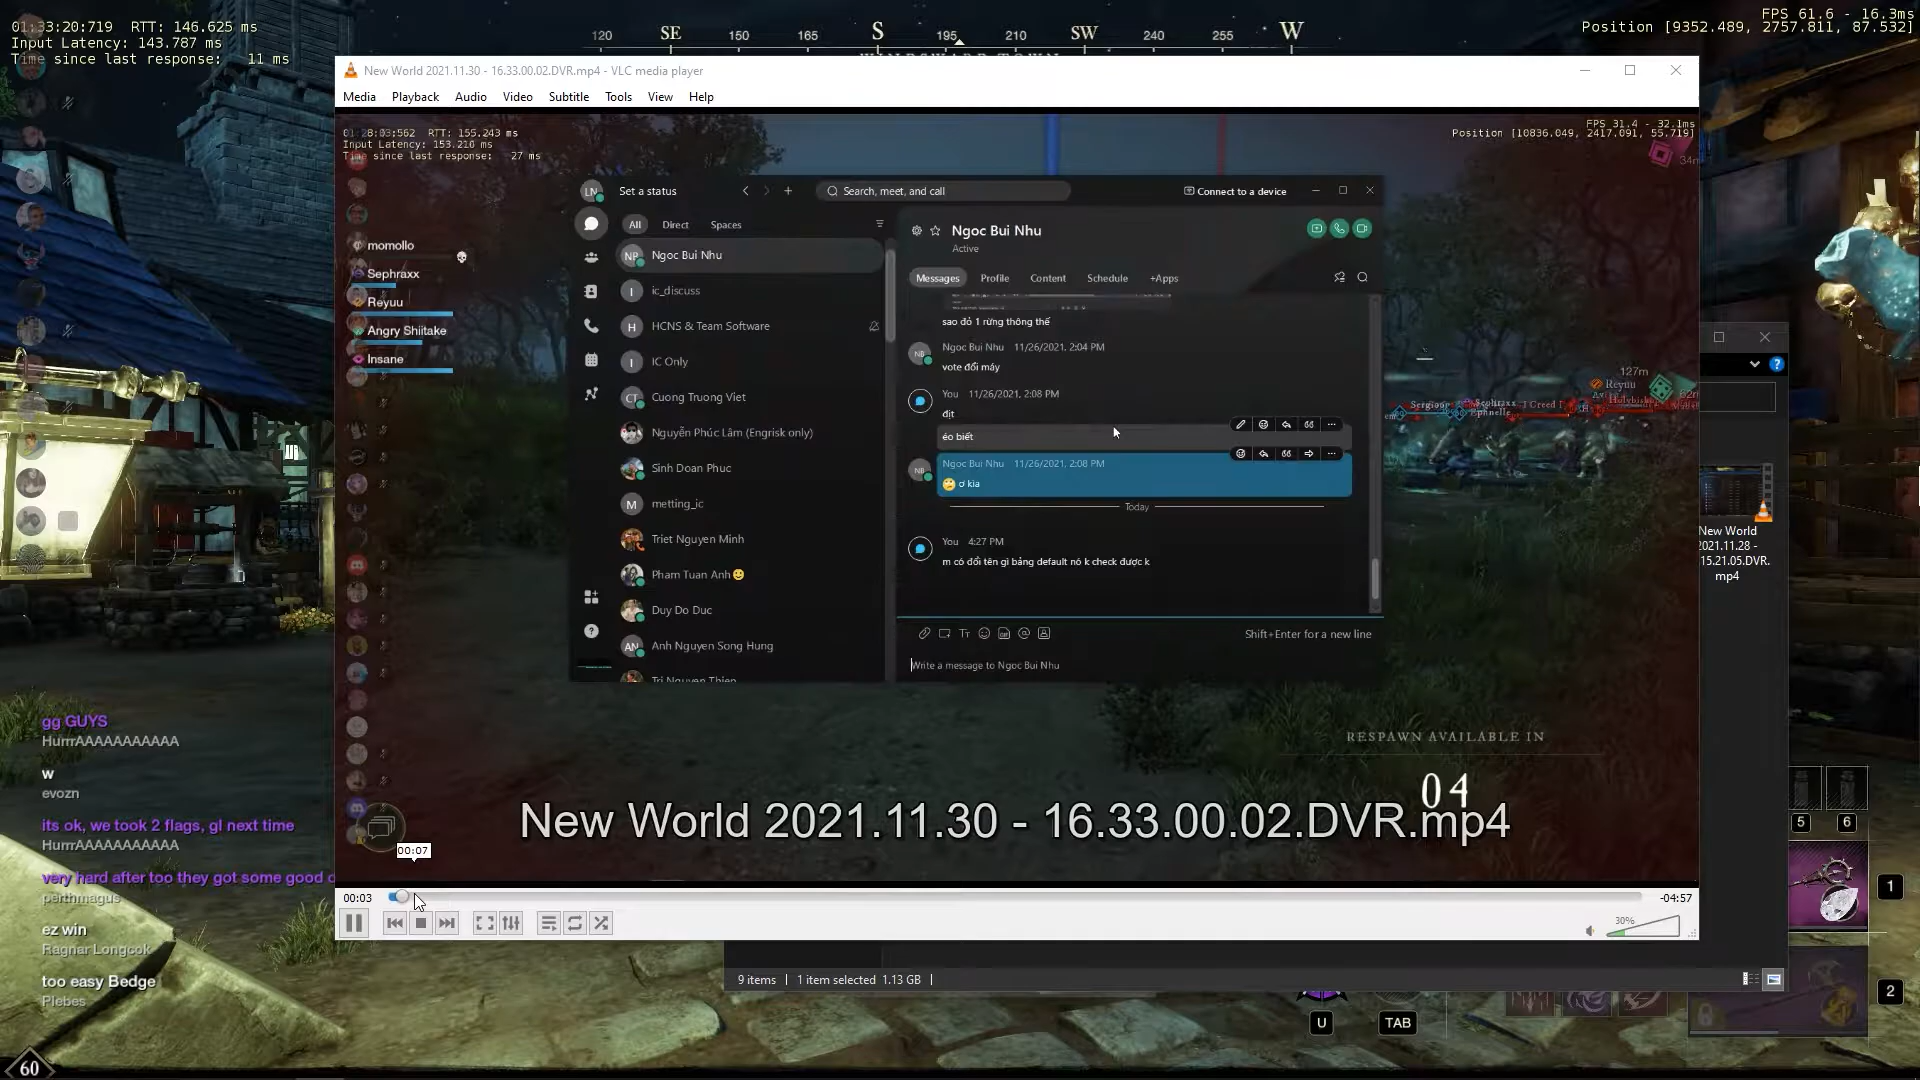 01:33:20:719 RTT: 146.625 ms
Input Latency: 143.787 ms
Time since last response: 11 ms
120 SE 150 165 S 195 210 SW 240 255 W
FPS 61.6 - 16.3ms
Position [9352.489, 2757.811, 87.532]
New World 2021.11.30 - 16.33.00.02.DVR.mp4 - VLC media player
Media Playback Audio Video Subtitle Tools View Help
RTT: 155.243 ms
Input Latency: 153.210 ms
Time since last response: 27 ms
FPS 31.4 - 32.1ms
Position [10836.049, 2417.091, 55.719]
34m
momollo
Sephraxx
Reyuu
Angry Shiitake
Insane
LN Set a status
Search, meet, and call
Connect to a device
All Direct Spaces
Ngoc Bui Nhu
ic_discuss
HCNS & Team Software
IC Only
Cuong Truong Viet
Nguyễn Phúc Lâm (Engrisk only)
Sinh Doan Phuc
metting_ic
Triet Nguyen Minh
Pham Tuan Anh🙂
Duy Do Duc
Anh Nguyen Song Hung
Tri Nguyen Thien
Ngoc Bui Nhu
Active
Messages Profile Content Schedule +Apps
sao đỏ 1 rừng thông thế
Ngoc Bui Nhu 11/26/2021, 2:04 PM
vote đổi máy
You 11/26/2021, 2:08 PM
địt
éo biết
Ngoc Bui Nhu 11/26/2021, 2:08 PM
🙄 ơ kìa
Today
You 4:27 PM
m có đổi tên gì bảng default nó k check được k
Shift+Enter for a new line
Write a message to Ngoc Bui Nhu
127m
Reyuu
RESPAWN AVAILABLE IN
04
New World 2021.11.30 - 16.33.00.02.DVR.mp4
00:07
00:03
-04:57
30%
New World
2021.11.28 -
15.21.05.DVR.
mp4
9 items 1 item selected 1.13 GB
gg GUYS
HurrrAAAAAAAAAAA
w
evozn
its ok, we took 2 flags, gl next time
HurrrAAAAAAAAAAA
very hard after too they got some good
perthmagus
ez win
Ragnar Longcok
too easy Bedge
Plebes
60
U
TAB
5
6
1
2